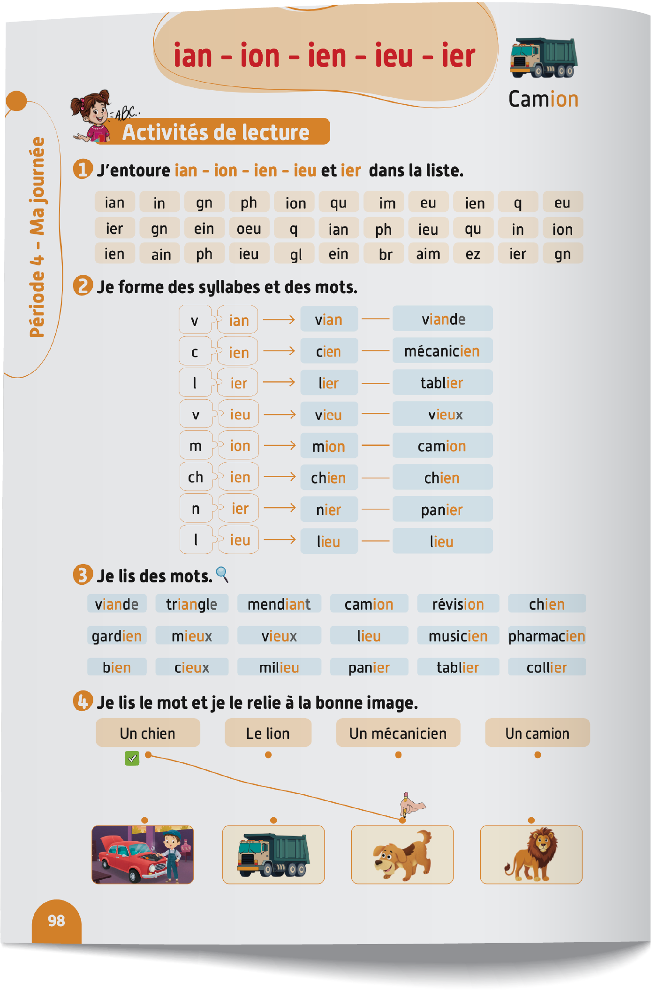 ian - ion - ien - ieu - ier
Camion
ABC..
Activités de lecture
Période 4 - Ma journée
1 J'entoure ian - ion - ien - ieu et ier dans la liste.
ian in gn ph ion qu im eu ien q eu
ier gn ein oeu q ian ph ieu qu in ion
ien ain ph ieu gl ein br aim ez ier gn
2 Je forme des syllabes et des mots.
v ian vian viande
c ien cien mécanicien
l ier lier tablier
v ieu vieu vieux
m ion mion camion
ch ien chien chien
n ier nier panier
l ieu lieu lieu
3 Je lis des mots.
viande triangle mendiant camion révision chien
gardien mieux vieux lieu musicien pharmacien
bien cieux milieu panier tablier collier
4 Je lis le mot et je le relie à la bonne image.
Un chien Le lion Un mécanicien Un camion
98